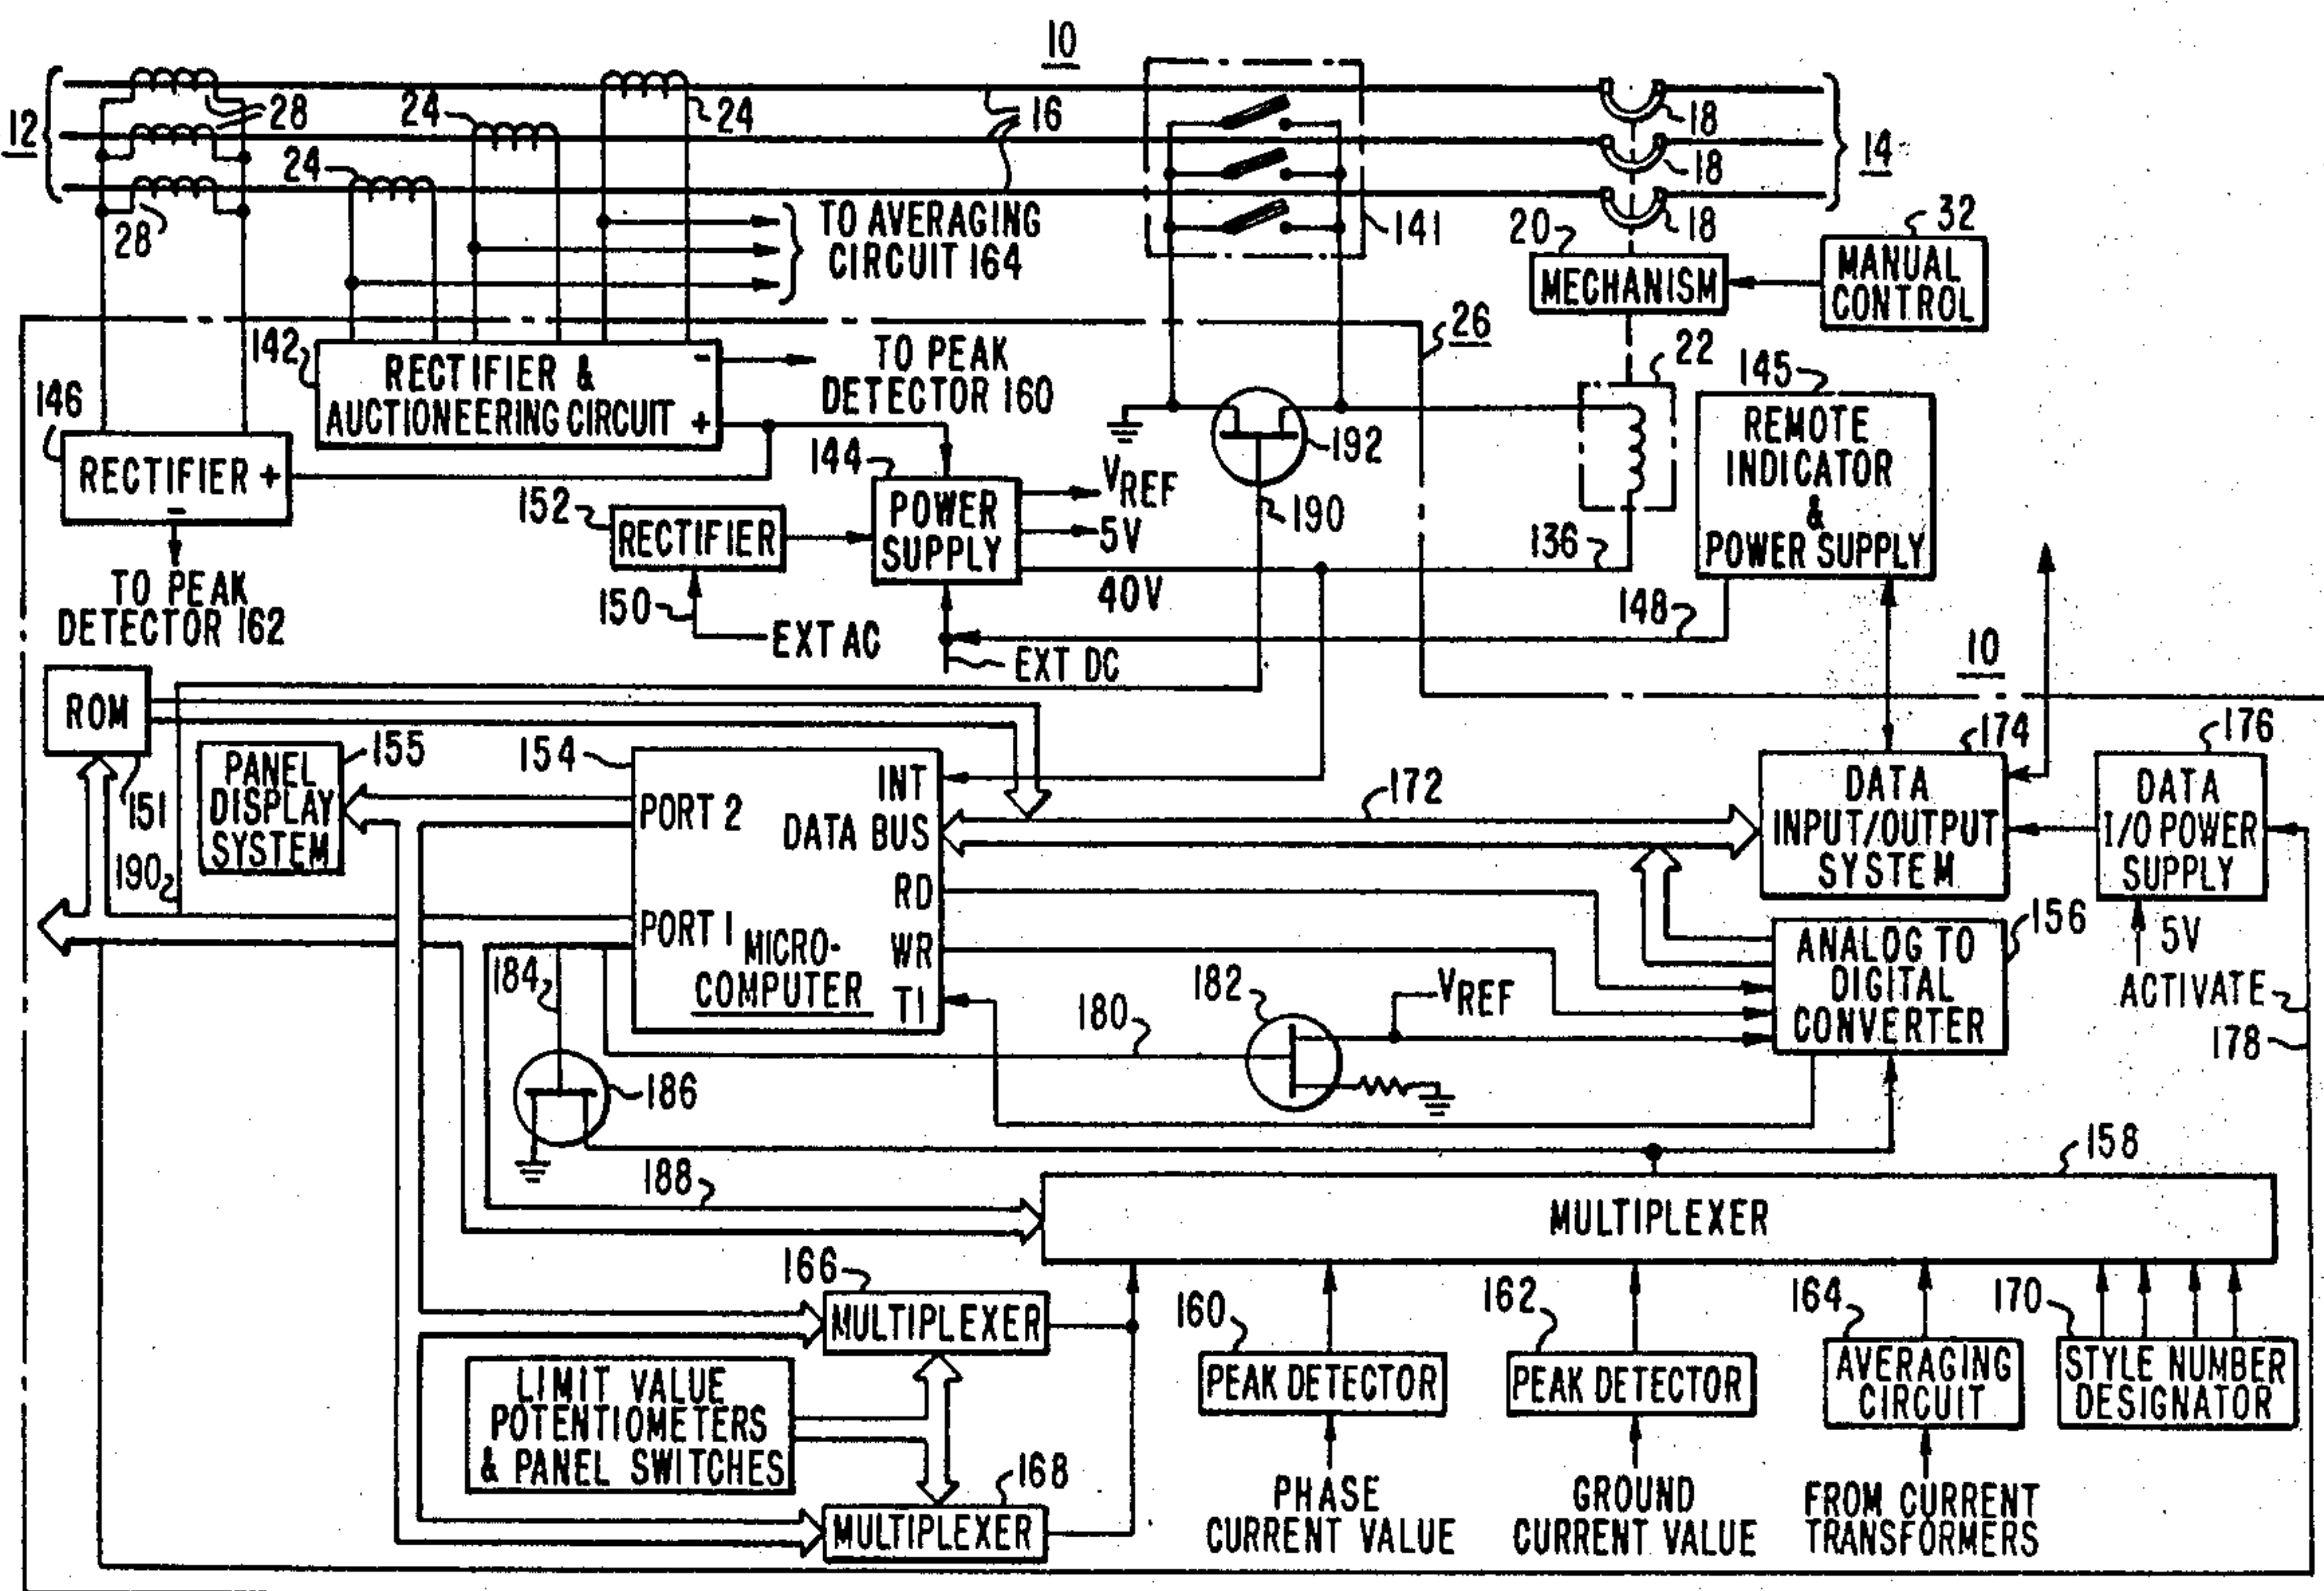 10
12
28
24
24
16
18
14
24
18
28
TO AVERAGING
CIRCUIT 164
141
20
18
32
MECHANISM
MANUAL
CONTROL
142
RECTIFIER &
AUCTIONEERING CIRCUIT
-
+
TO PEAK
DETECTOR 160
26
22
145
146
RECTIFIER +
-
144
VREF
192
REMOTE
INDICATOR
&
POWER SUPPLY
152
RECTIFIER
POWER
SUPPLY
5V
190
136
TO PEAK
DETECTOR 162
150
EXT AC
40V
148
EXT DC
10
ROM
151
155
PANEL
DISPLAY
SYSTEM
154
INT
PORT 2
DATA BUS
172
174
DATA
INPUT/OUTPUT
SYSTEM
176
DATA
I/O POWER
SUPPLY
190
RD
PORT 1
MICRO-
COMPUTER
WR
T1
156
ANALOG TO
DIGITAL
CONVERTER
5V
ACTIVATE
178
184
180
182
VREF
186
188
158
MULTIPLEXER
166
MULTIPLEXER
160
162
164
170
LIMIT VALUE
POTENTIOMETERS
& PANEL SWITCHES
PEAK DETECTOR
PEAK DETECTOR
AVERAGING
CIRCUIT
STYLE NUMBER
DESIGNATOR
168
MULTIPLEXER
PHASE
CURRENT VALUE
GROUND
CURRENT VALUE
FROM CURRENT
TRANSFORMERS